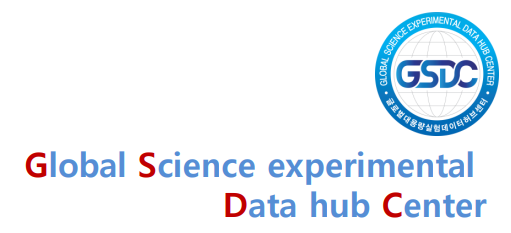 GLOBAL SCIENCE EXPERIMENTAL DATA HUB CENTER
GSDC
글로벌대용량실험데이터허브센터
Global Science experimental
Data hub Center